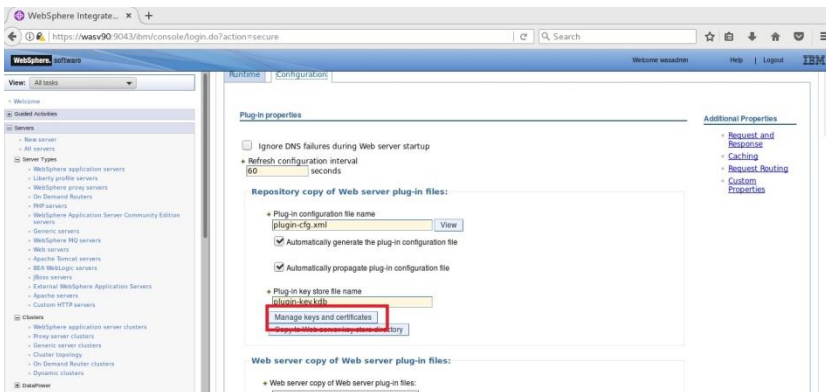 WebSphere Integrate... × +
https://wasv90:9043/ibm/console/login.do?action=secure
Search
WebSphere. software
Welcome wasadmin
Help | Logout
IBM
View: All tasks
Welcome
Guided Activities
Servers
New server
All servers
Server Types
WebSphere application servers
Liberty profile servers
WebSphere proxy servers
On Demand Routers
PHP servers
WebSphere Application Server Community Edition
servers
Generic servers
WebSphere MQ servers
Web servers
Apache Tomcat servers
BEA WebLogic servers
JBoss servers
External WebSphere Application Servers
Apache servers
Custom HTTP servers
Clusters
WebSphere application server clusters
Proxy server clusters
Generic server clusters
Cluster topology
On Demand Router clusters
Dynamic clusters
DataPower
Runtime Configuration
Plug-in properties
Ignore DNS failures during Web server startup
Refresh configuration interval
60 seconds
Repository copy of Web server plug-in files:
Plug-in configuration file name
plugin-cfg.xml View
Automatically generate the plug-in configuration file
Automatically propagate plug-in configuration file
Plug-in key store file name
plugin-key.kdb
Manage keys and certificates
Copy to Web server key store directory
Web server copy of Web server plug-in files:
Web server copy of Web server plug-in files:
Additional Properties
Request and
Response
Caching
Request Routing
Custom
Properties